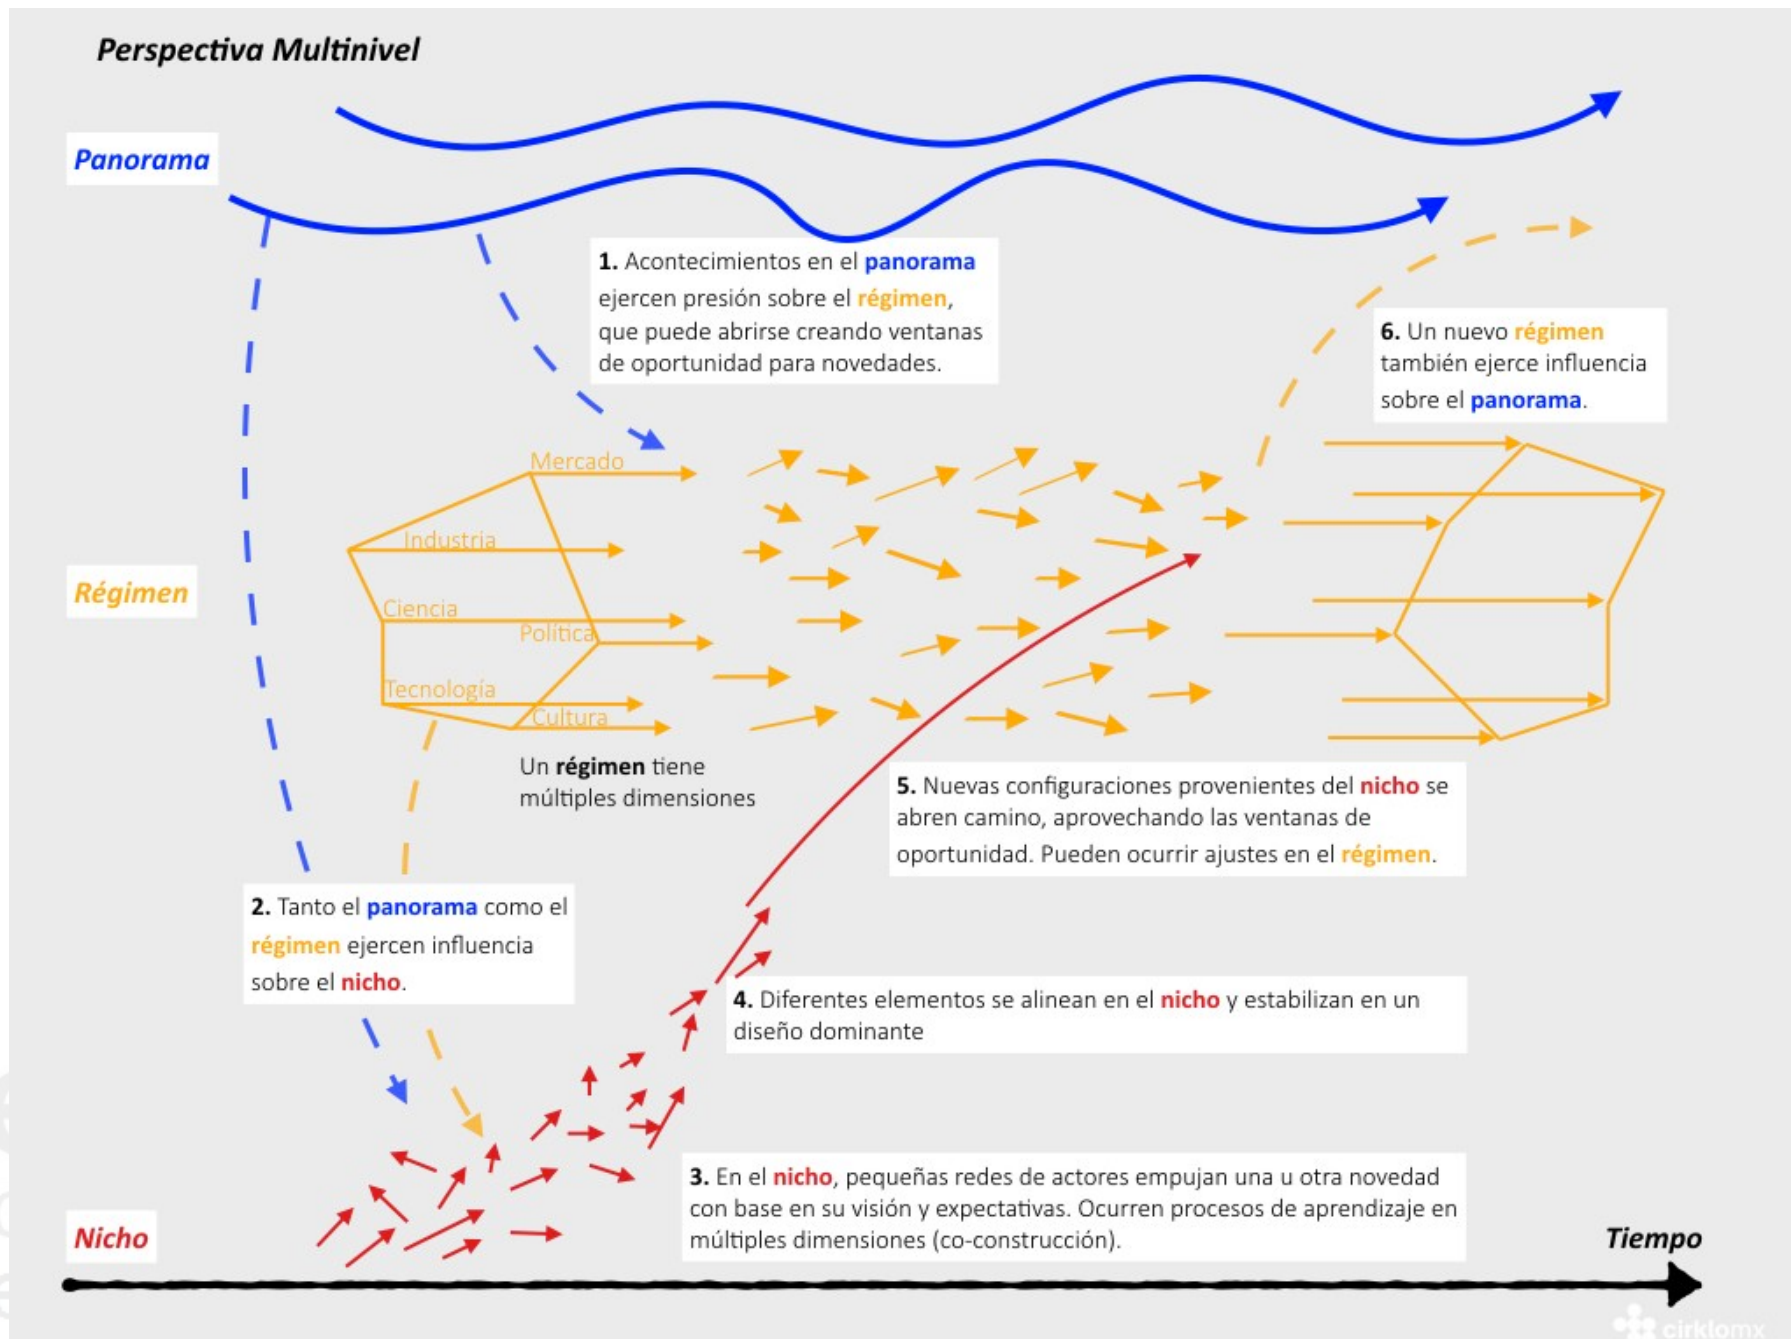 Perspectiva Multinivel
Panorama
1. Acontecimientos en el panorama
ejercen presión sobre el régimen,
que puede abrirse creando ventanas
de oportunidad para novedades.
6. Un nuevo régimen
también ejerce influencia
sobre el panorama.
Régimen
Mercado
Industria
Ciencia
Política
Tecnología
Cultura
Un régimen tiene
múltiples dimensiones
5. Nuevas configuraciones provenientes del nicho se
abren camino, aprovechando las ventanas de
oportunidad. Pueden ocurrir ajustes en el régimen.
2. Tanto el panorama como el
régimen ejercen influencia
sobre el nicho.
4. Diferentes elementos se alinean en el nicho y estabilizan en un
diseño dominante
3. En el nicho, pequeñas redes de actores empujan una u otra novedad
con base en su visión y expectativas. Ocurren procesos de aprendizaje en
múltiples dimensiones (co-construcción).
Nicho
Tiempo
cirklomx